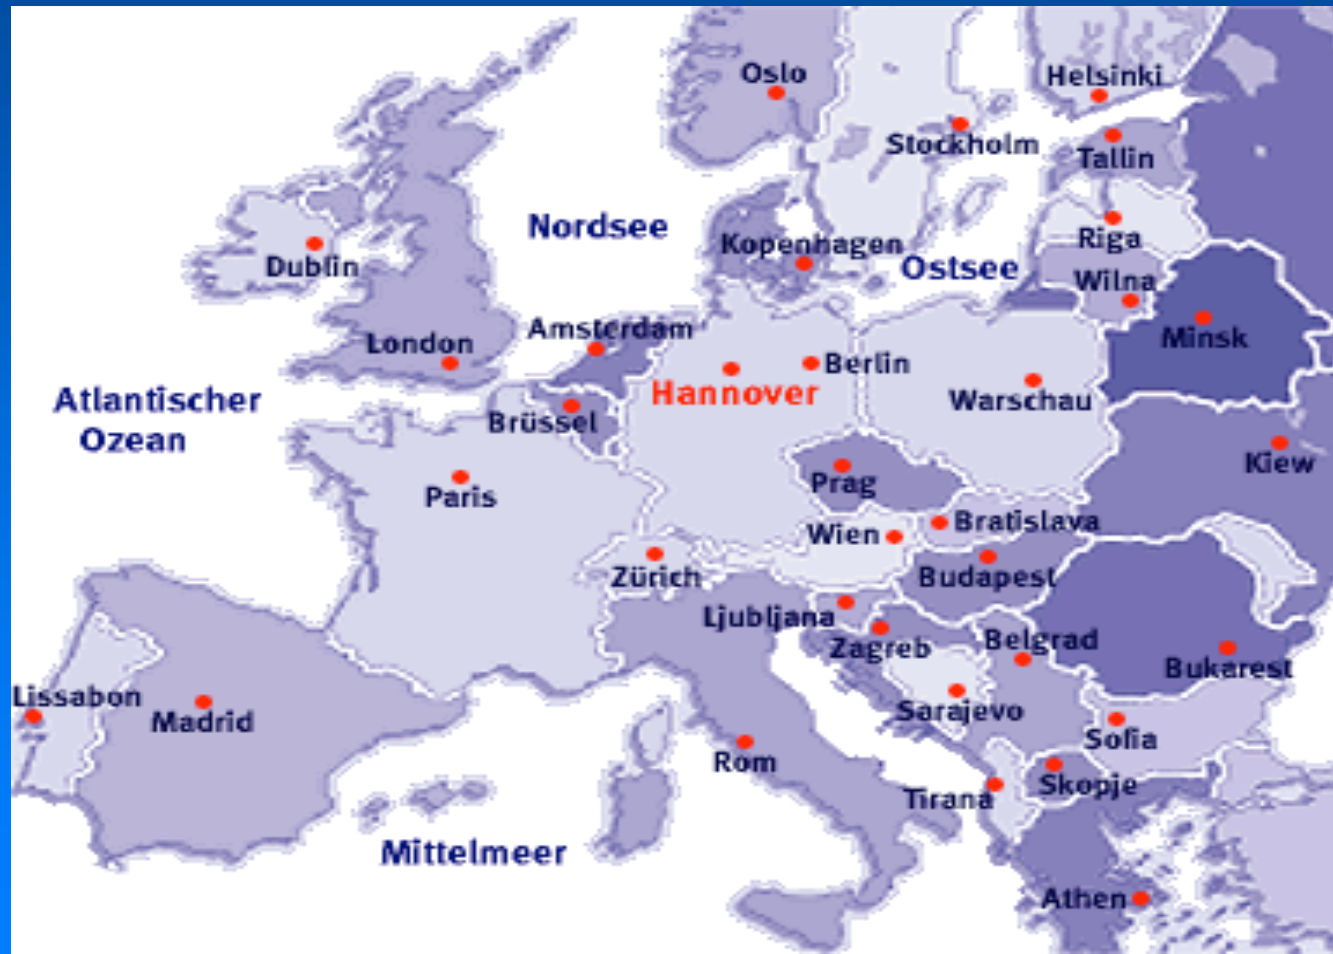 Oslo
Helsinki
Stockholm
Tallin
Nordsee
Riga
Kopenhagen
Dublin
Ostsee
Wilna
Amsterdam
Minsk
London
Berlin
Hannover
Atlantischer
Ozean
Warschau
Brüssel
Kiew
Prag
Paris
Bratislava
Wien
Zürich
Budapest
Ljubljana
Zagreb
Belgrad
Bukarest
Lissabon
Sarajevo
Madrid
Sofia
Rom
Skopje
Tirana
Mittelmeer
Athen